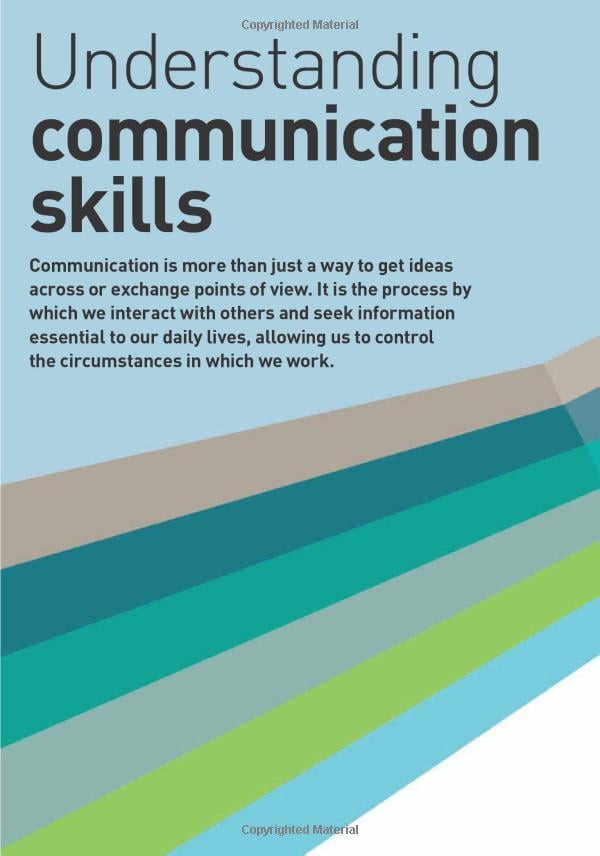 Copyrighted Material
Understanding
communication
skills
Communication is more than just a way to get ideas
across or exchange points of view. It is the process by
which we interact with others and seek information
essential to our daily lives, allowing us to control
the circumstances in which we work.
Copyrighted Material